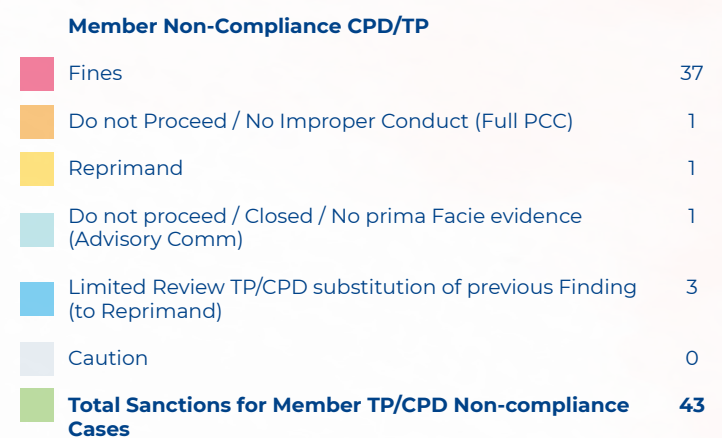 Member Non-Compliance CPD/TP
Fines 37
Do not Proceed / No Improper Conduct (Full PCC) 1
Reprimand 1
Do not proceed / Closed / No prima Facie evidence 1
(Advisory Comm)
Limited Review TP/CPD substitution of previous Finding 3
(to Reprimand)
Caution 0
Total Sanctions for Member TP/CPD Non-compliance 43
Cases